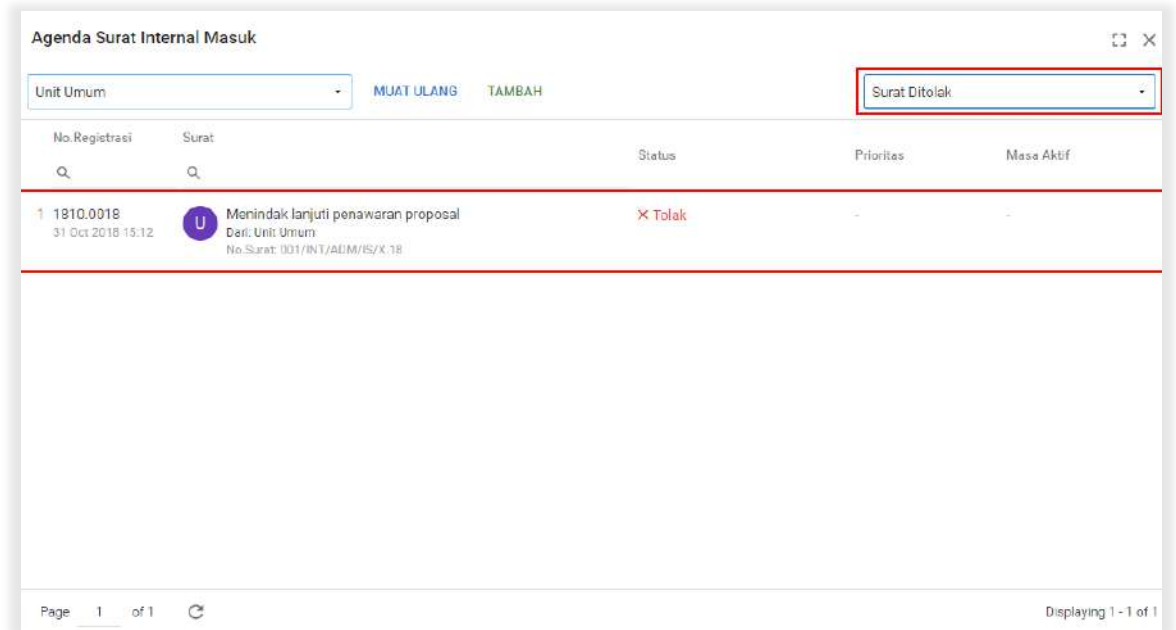 Agenda Surat Internal Masuk
Unit Umum MUAT ULANG TAMBAH Surat Ditolak
No.Registrasi Surat Status Prioritas Masa Aktif
1 1810.0018 U Menindak lanjuti penawaran proposal X Tolak - -
31 Oct 2018 15:12 Dari: Unit Umum
No.Surat: 001/INT/ADM/IS/X.18
Page 1 of 1 Displaying 1 - 1 of 1